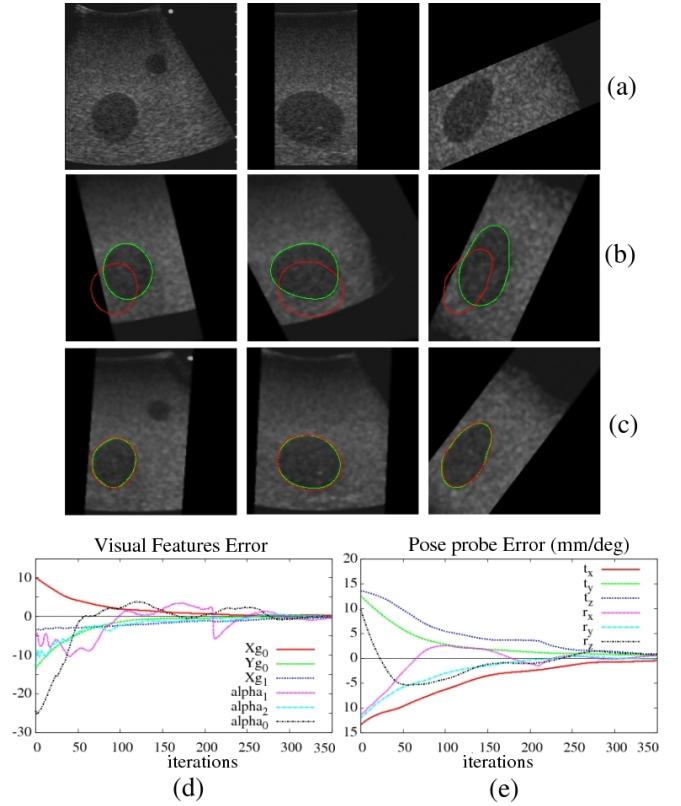 (a)
(b)
(c)
Visual Features Error
10
0
-10
-20
-30
Xg0
Yg0
Xg1
alpha1
alpha2
alpha0
0 50 100 150 200 250 300 350
iterations
(d)
Pose probe Error (mm/deg)
20
15
10
5
0
-5
10
15
tx
ty
tz
rx
ry
rz
0 50 100 150 200 250 300 350
iterations
(e)